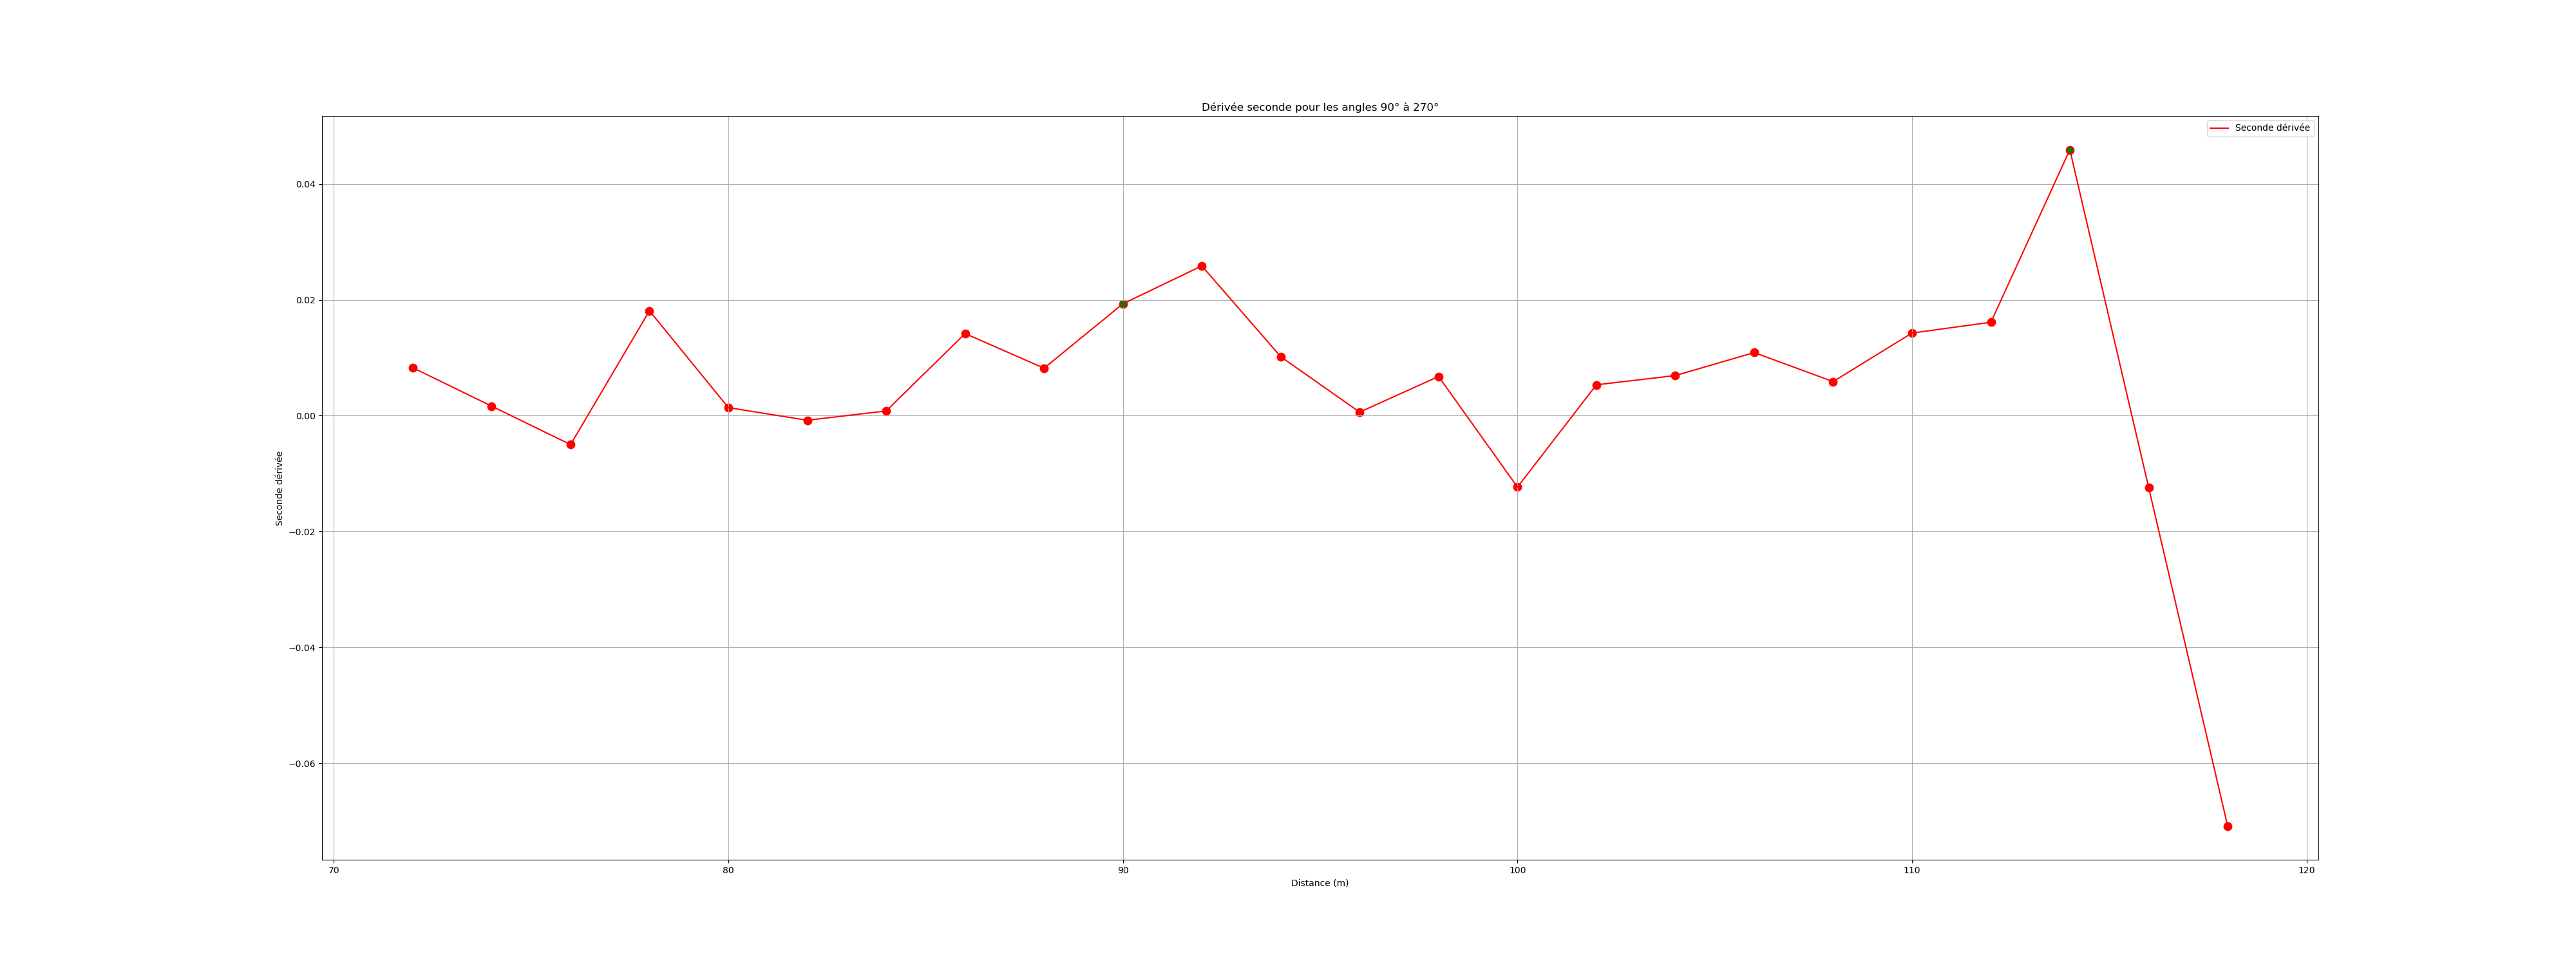 Dérivée seconde pour les angles 90° à 270°
Seconde dérivée
0.04
0.02
0.00
−0.02
−0.04
−0.06
Seconde dérivée
70 80 90 100 110 120
Distance (m)